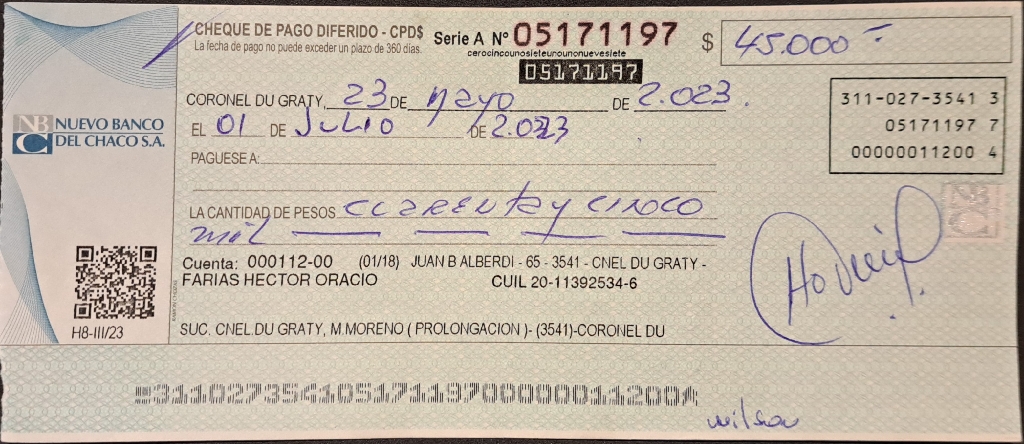 CHEQUE DE PAGO DIFERIDO - CPD$
La fecha de pago no puede exceder un plazo de 360 días.
Serie A N° 05171197
cerocincounosieteunounonuevesiete
05171197
$ 45.000=
CORONEL DU GRATY, 23 DE mayo DE 2.023.
EL 01 DE JULIO DE 2.023
311-027-3541 3
05171197 7
00000011200 4
NB NUEVO BANCO
DEL CHACO S.A.
PAGUESE A:
LA CANTIDAD DE PESOS cuarenta y cinco
mil
Cuenta: 000112-00 (01/18) JUAN B ALBERDI - 65 - 3541 - CNEL DU GRATY -
FARIAS HECTOR ORACIO CUIL 20-11392534-6
H8-III/23
SUC. CNEL.DU GRATY, M.MORENO ( PROLONGACION )- (3541)-CORONEL DU
311027354105171197000000112004
wilson